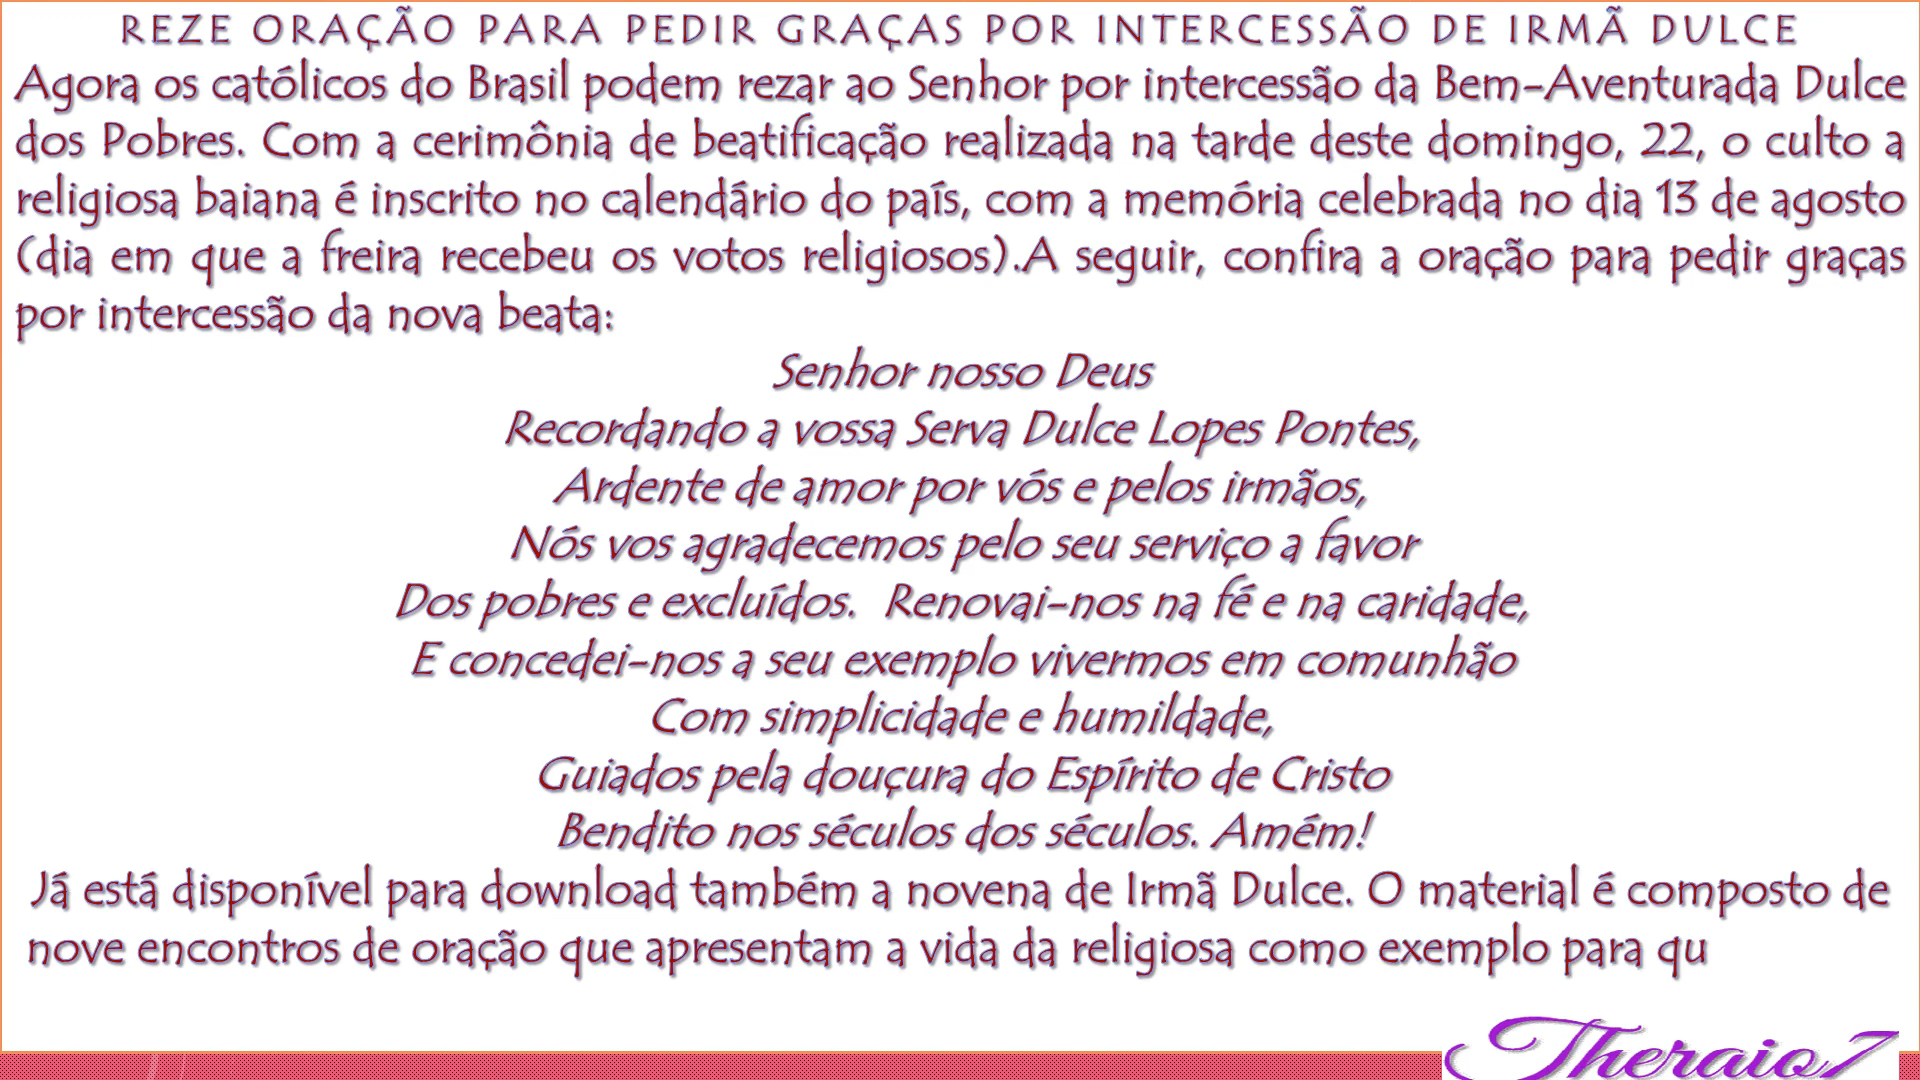 REZE ORAÇÃO PARA PEDIR GRAÇAS POR INTERCESSÃO DE IRMÃ DULCE
Agora os católicos do Brasil podem rezar ao Senhor por intercessão da Bem-Aventurada Dulce
dos Pobres. Com a cerimônia de beatificação realizada na tarde deste domingo, 22, o culto a
religiosa baiana é inscrito no calendário do país, com a memória celebrada no dia 13 de agosto
(dia em que a freira recebeu os votos religiosos).A seguir, confira a oração para pedir graças
por intercessão da nova beata:
Senhor nosso Deus
Recordando a vossa Serva Dulce Lopes Pontes,
Ardente de amor por vós e pelos irmãos,
Nós vos agradecemos pelo seu serviço a favor
Dos pobres e excluídos.  Renovai-nos na fé e na caridade,
E concedei-nos a seu exemplo vivermos em comunhão
Com simplicidade e humildade,
Guiados pela douçura do Espírito de Cristo
Bendito nos séculos dos séculos. Amém!
Já está disponível para download também a novena de Irmã Dulce. O material é composto de
nove encontros de oração que apresentam a vida da religiosa como exemplo para qu
Theraio7